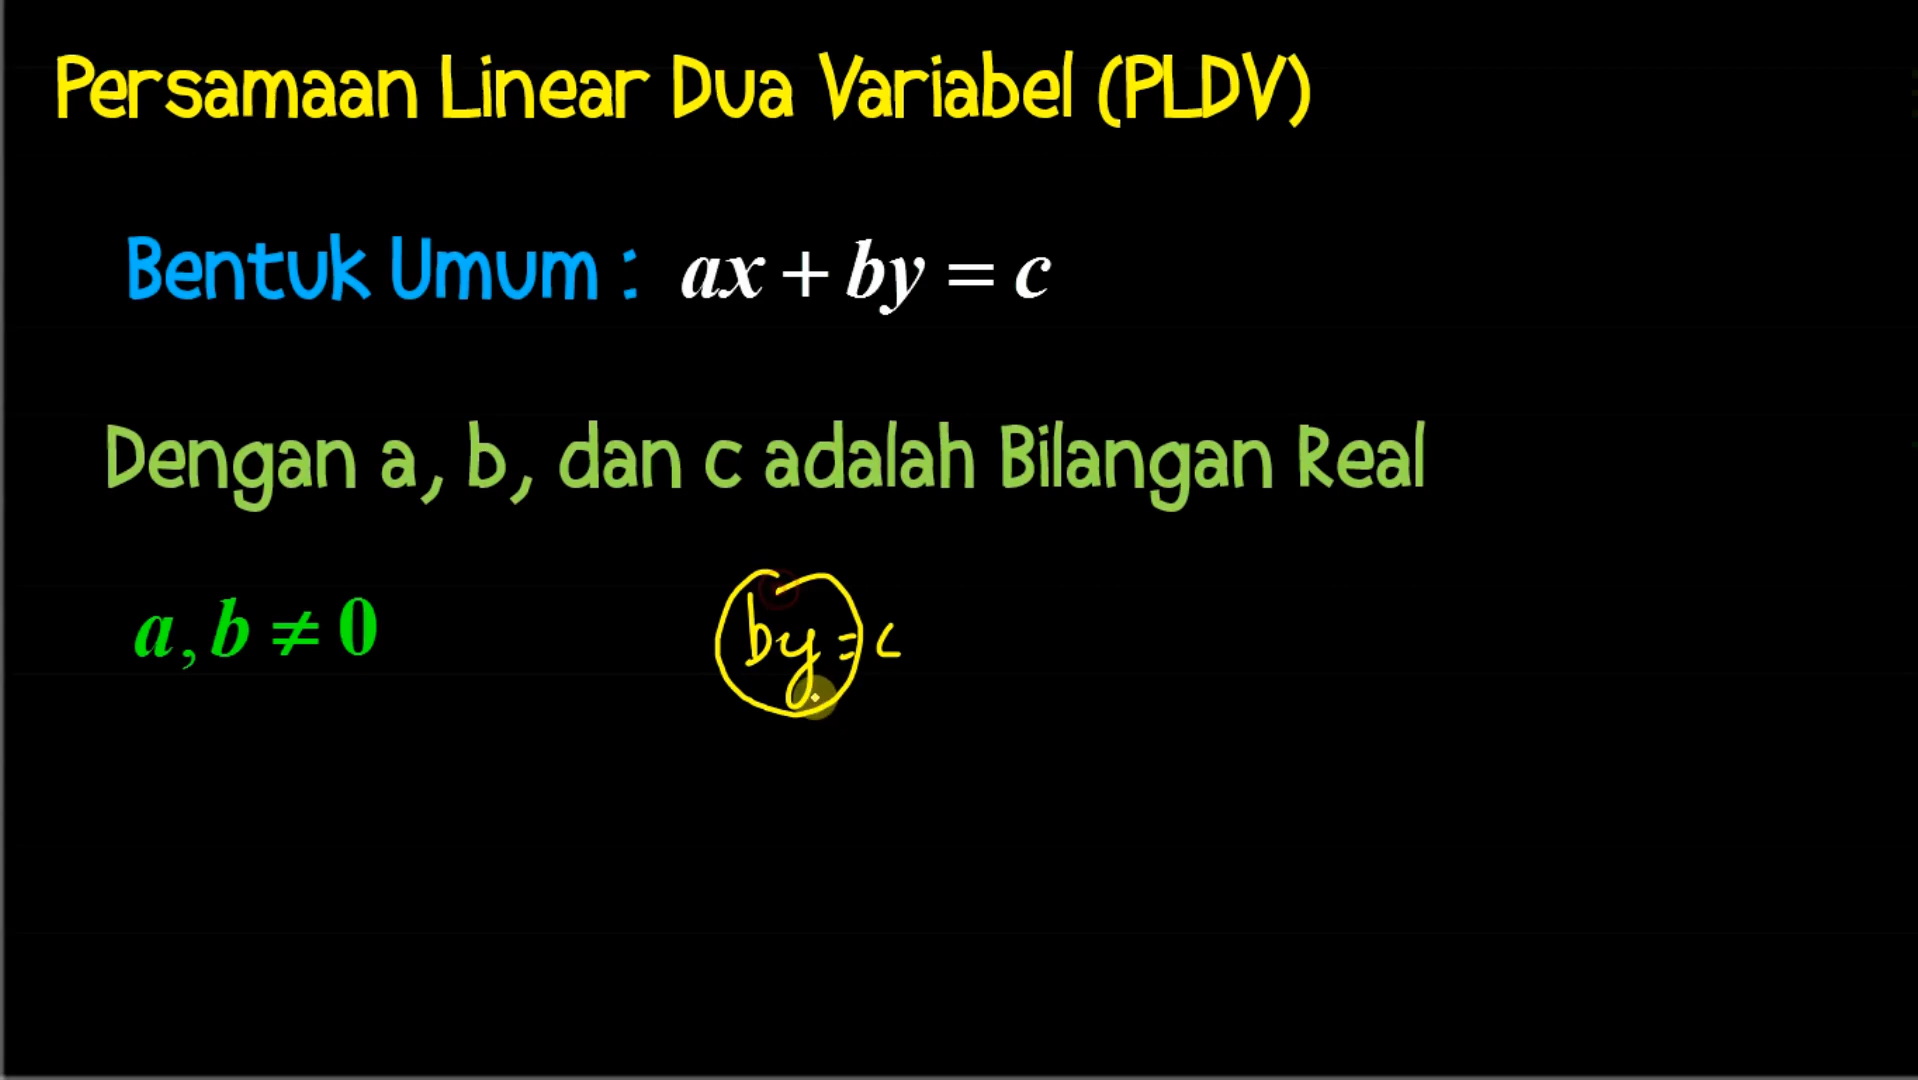 Persamaan Linear Dua Variabel (PLDV)
Bentuk Umum : ax + by = c
Dengan a, b, dan c adalah Bilangan Real
a, b ≠ 0
by = c